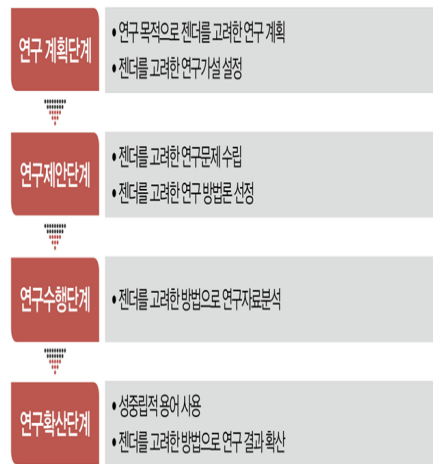 연구 계획단계
• 연구 목적으로 젠더를 고려한 연구 계획
• 젠더를 고려한 연구가설 설정
연구제안단계
• 젠더를 고려한 연구문제 수립
• 젠더를 고려한 연구 방법론 선정
연구수행단계
• 젠더를 고려한 방법으로 연구자료분석
연구확산단계
• 성중립적 용어 사용
• 젠더를 고려한 방법으로 연구 결과 확산